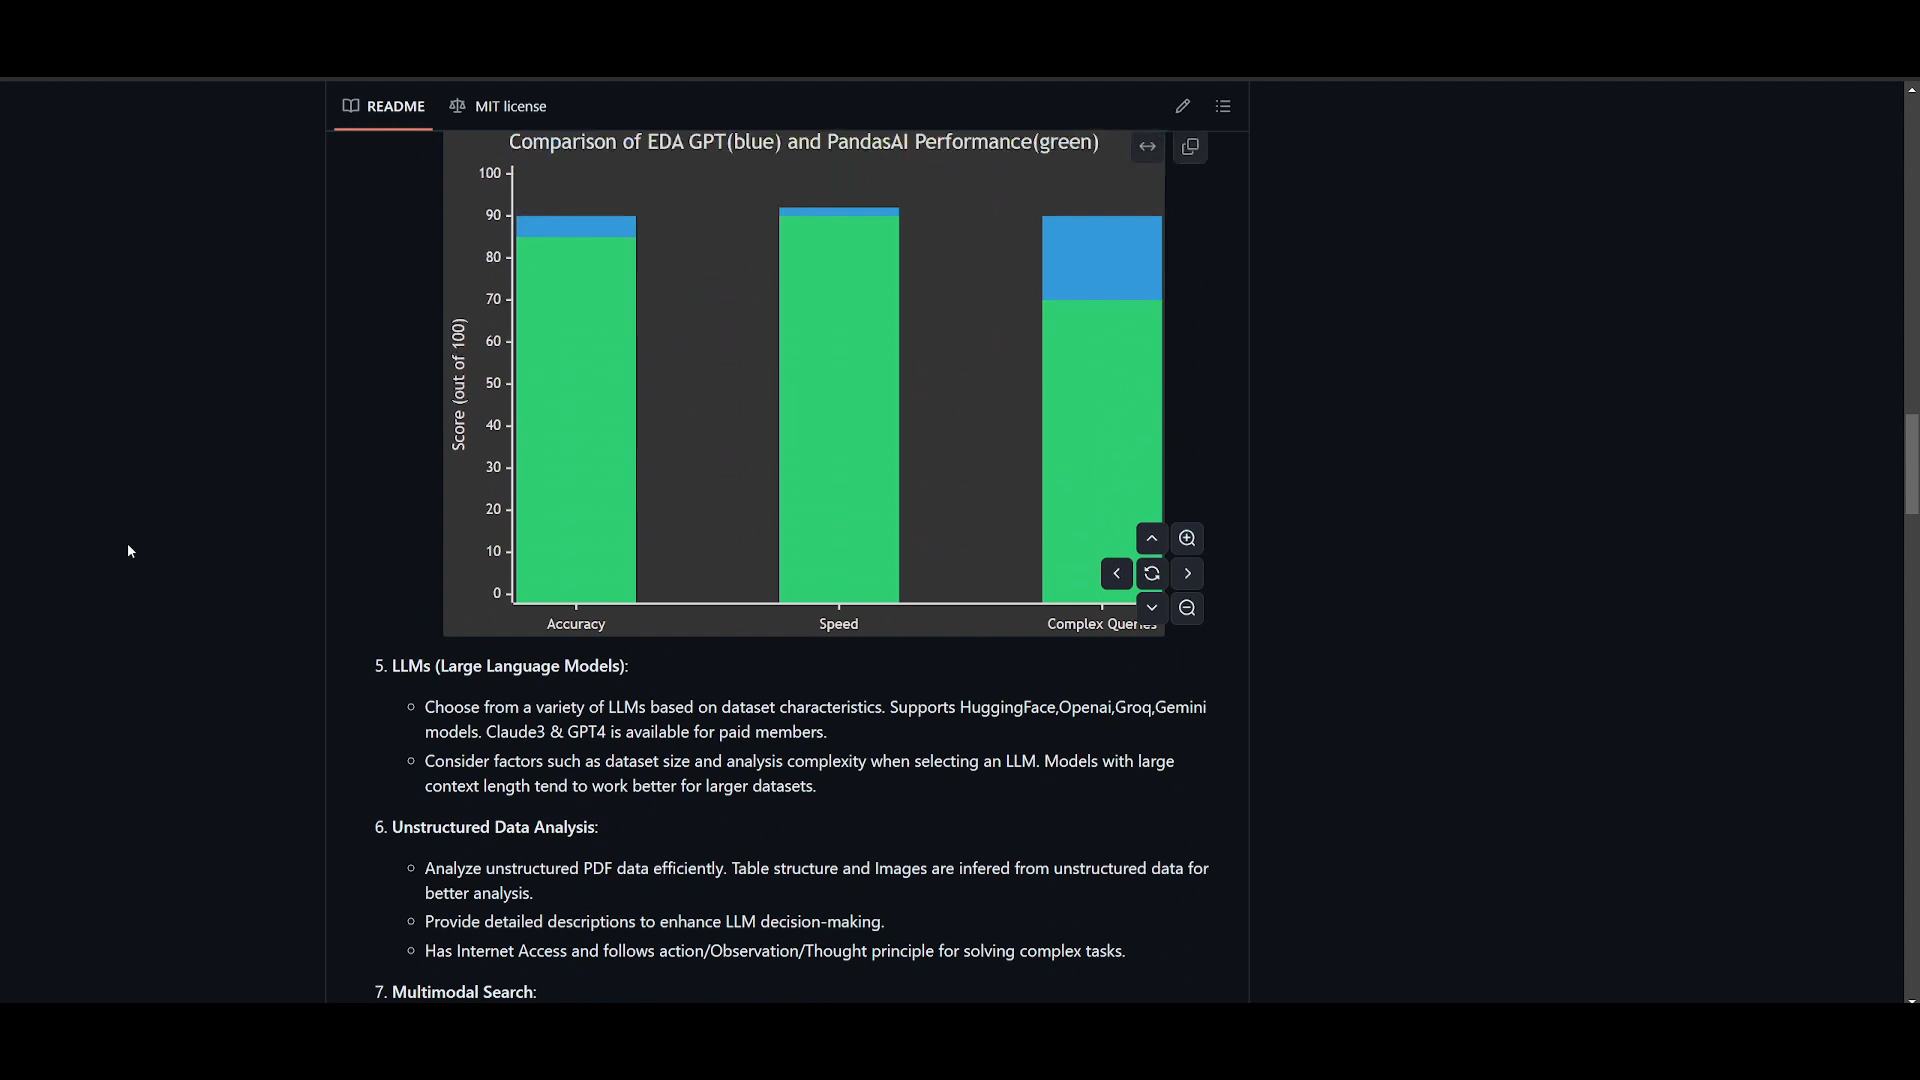 README MIT license
Comparison of EDA GPT(blue) and PandasAI Performance(green)
100
90
80
70
60
50
40
30
20
10
0
Score (out of 100)
Accuracy Speed Complex Queries
5. LLMs (Large Language Models):
Choose from a variety of LLMs based on dataset characteristics. Supports HuggingFace,Openai,Groq,Gemini
models. Claude3 & GPT4 is available for paid members.
Consider factors such as dataset size and analysis complexity when selecting an LLM. Models with large
context length tend to work better for larger datasets.
6. Unstructured Data Analysis:
Analyze unstructured PDF data efficiently. Table structure and Images are infered from unstructured data for
better analysis.
Provide detailed descriptions to enhance LLM decision-making.
Has Internet Access and follows action/Observation/Thought principle for solving complex tasks.
7. Multimodal Search: